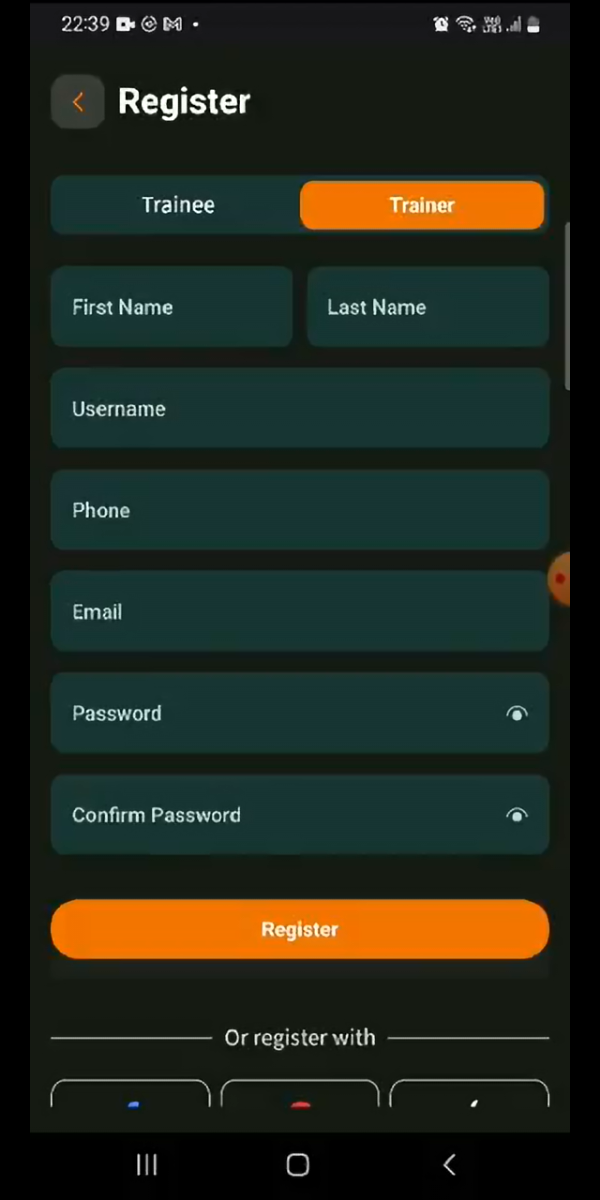 22:39
Register
Trainee Trainer
First Name Last Name
Username
Phone
Email
Password
Confirm Password
Register
Or register with